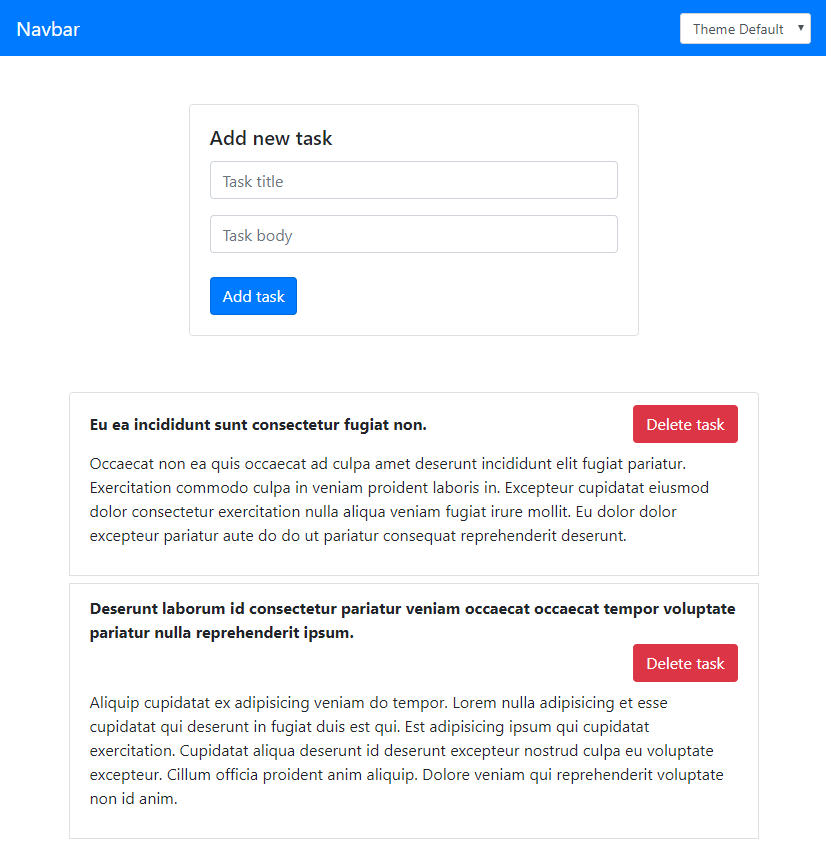 Navbar
Theme Default
Add new task
Task title
Task body
Add task
Eu ea incididunt sunt consectetur fugiat non.
Delete task
Occaecat non ea quis occaecat ad culpa amet deserunt incididunt elit fugiat pariatur.
Exercitation commodo culpa in veniam proident laboris in. Excepteur cupidatat eiusmod
dolor consectetur exercitation nulla aliqua veniam fugiat irure mollit. Eu dolor dolor
excepteur pariatur aute do do ut pariatur consequat reprehenderit deserunt.
Deserunt laborum id consectetur pariatur veniam occaecat occaecat tempor voluptate
pariatur nulla reprehenderit ipsum.
Delete task
Aliquip cupidatat ex adipisicing veniam do tempor. Lorem nulla adipisicing et esse
cupidatat qui deserunt in fugiat duis est qui. Est adipisicing ipsum qui cupidatat
exercitation. Cupidatat aliqua deserunt id deserunt excepteur nostrud culpa eu voluptate
excepteur. Cillum officia proident anim aliquip. Dolore veniam qui reprehenderit voluptate
non id anim.